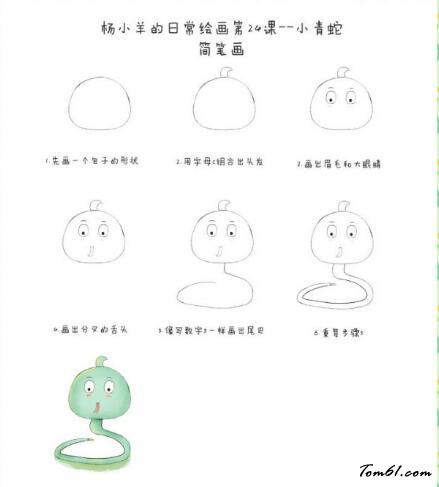 杨小羊的日常绘画第24课--小青蛇
简笔画
1.先画一个包子的形状
2.用字母C组合出头发
3.画出眉毛和大眼睛
4.画出分叉的舌头
5.像写数字5一样画出尾巴
6.重复步骤5
Tom61.com